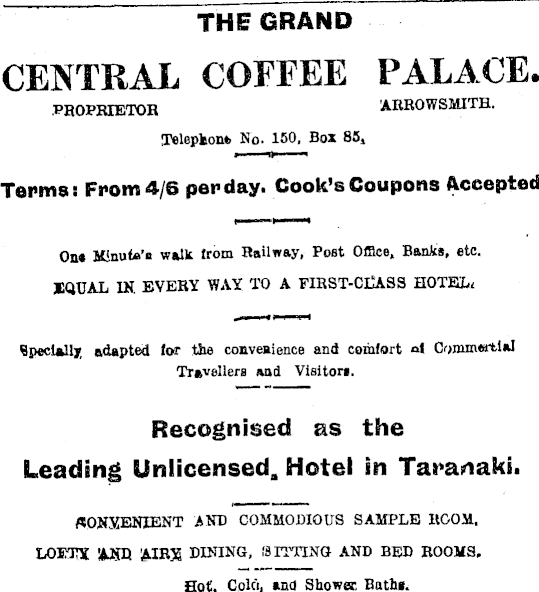 THE GRAND
CENTRAL COFFEE PALACE.
PROPRIETOR ARROWSMITH.
Telephone No. 150, Box 85,
Terms: From 4/6 per day. Cook's Coupons Accepted
One Minute's walk from Railway, Post Office, Banks, etc.
EQUAL IN EVERY WAY TO A FIRST-CLASS HOTEL.
Specially adapted for the convenience and comfort of Commercial
Travellers and Visitors.
Recognised as the
Leading Unlicensed, Hotel in Taranaki.
CONVENIENT AND COMMODIOUS SAMPLE ROOM,
LOFTY AND AIRY DINING, SITTING AND BED ROOMS.
Hot, Cold, and Shower Baths.